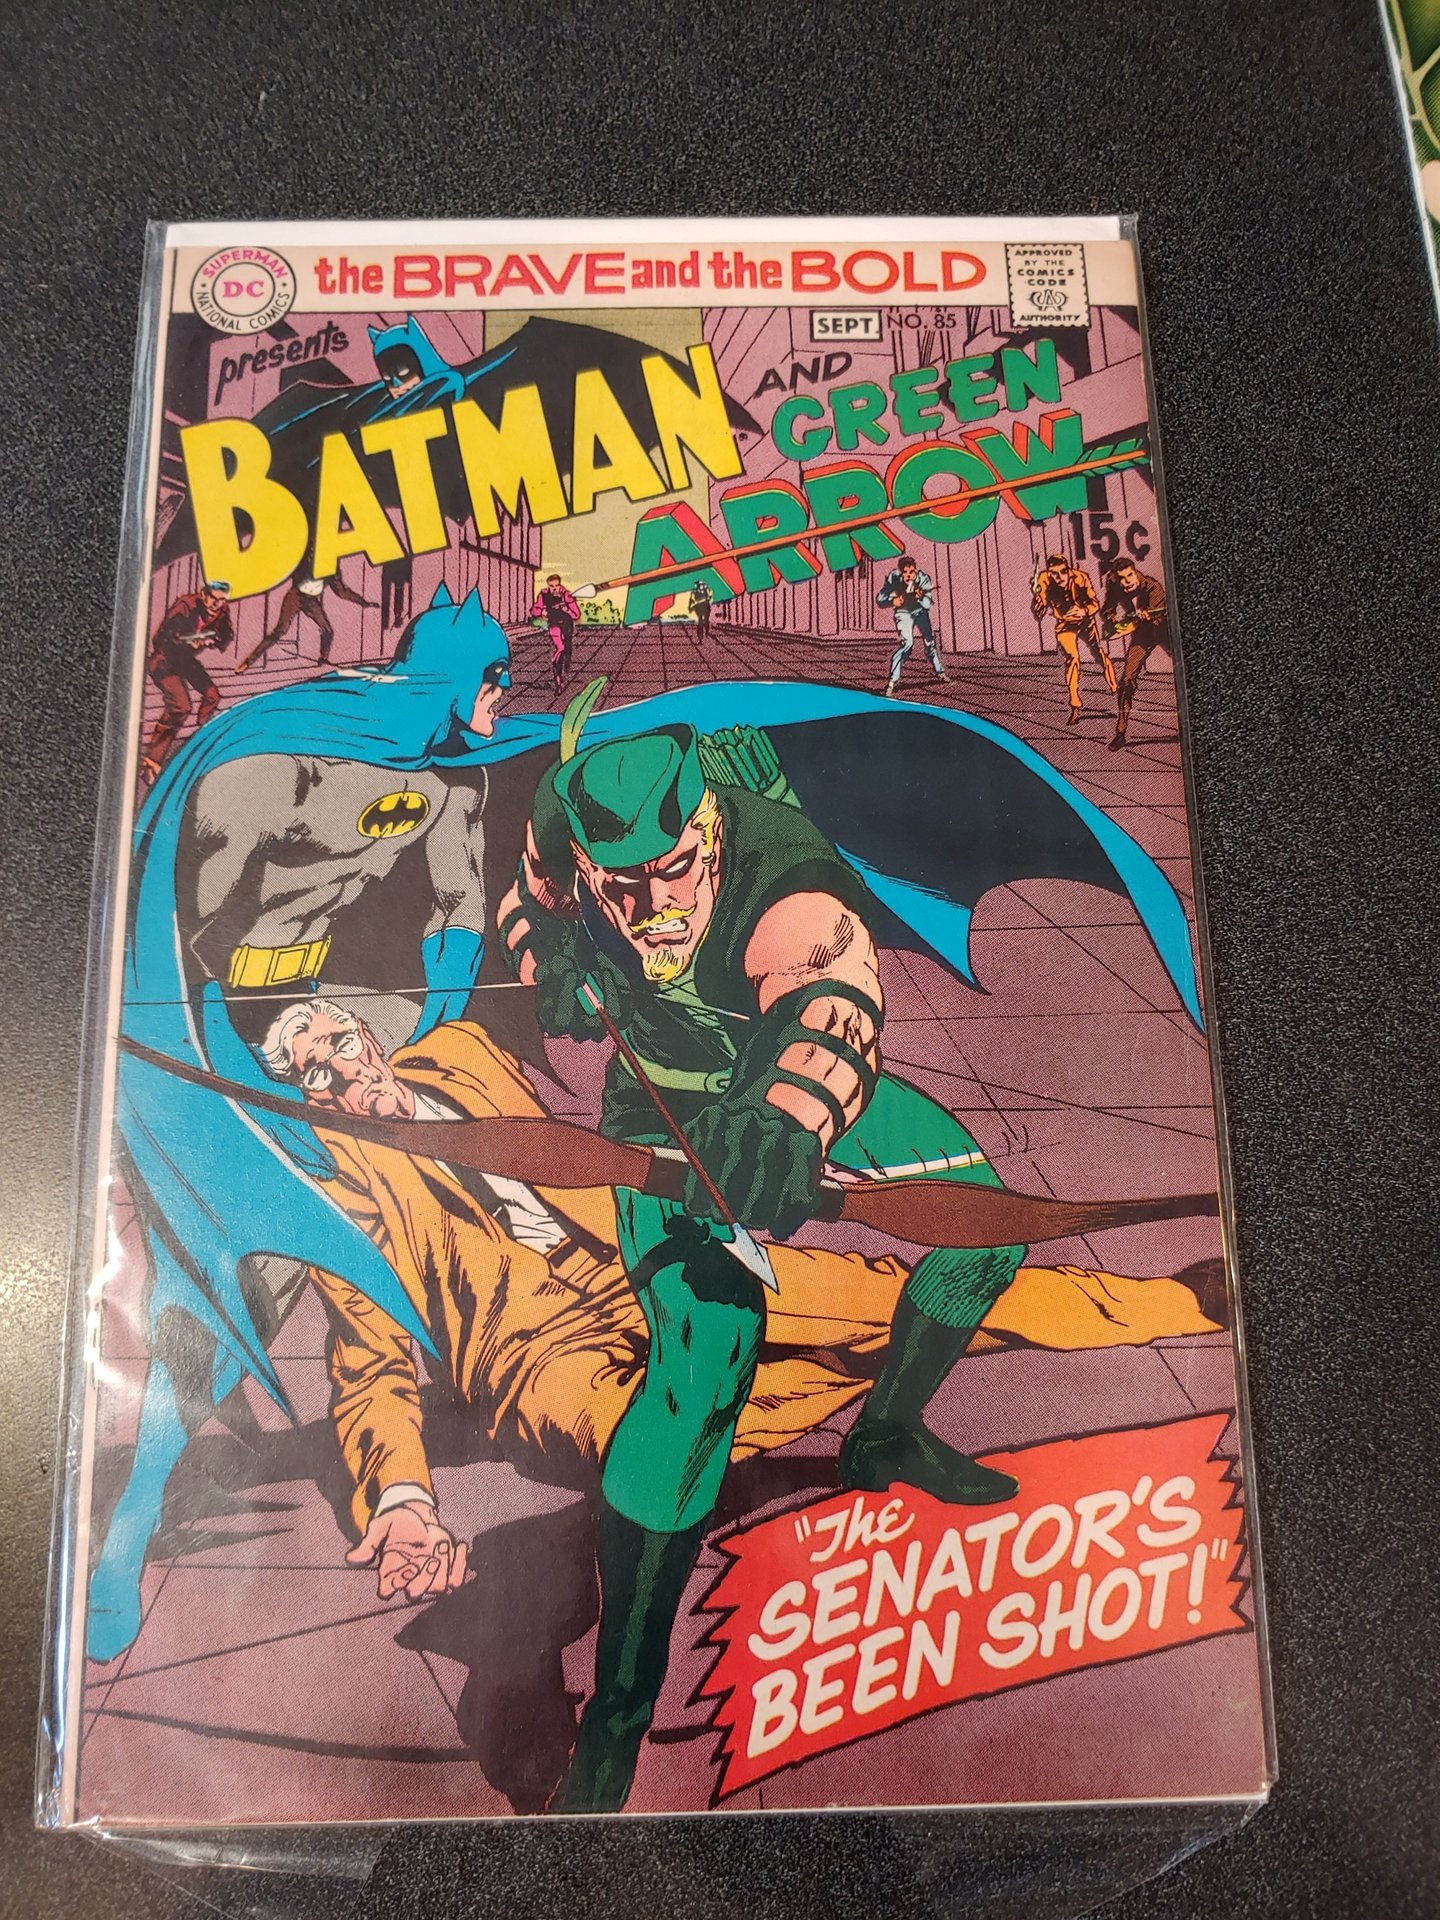 SUPERMAN
DC
NATIONAL COMICS
the BRAVE and the BOLD
APPROVED
BY THE
COMICS
CODE
CA
AUTHORITY
SEPT. NO. 85
presents
BATMAN
AND
GREEN
ARROW
15¢
"The
SENATOR'S
BEEN SHOT!"